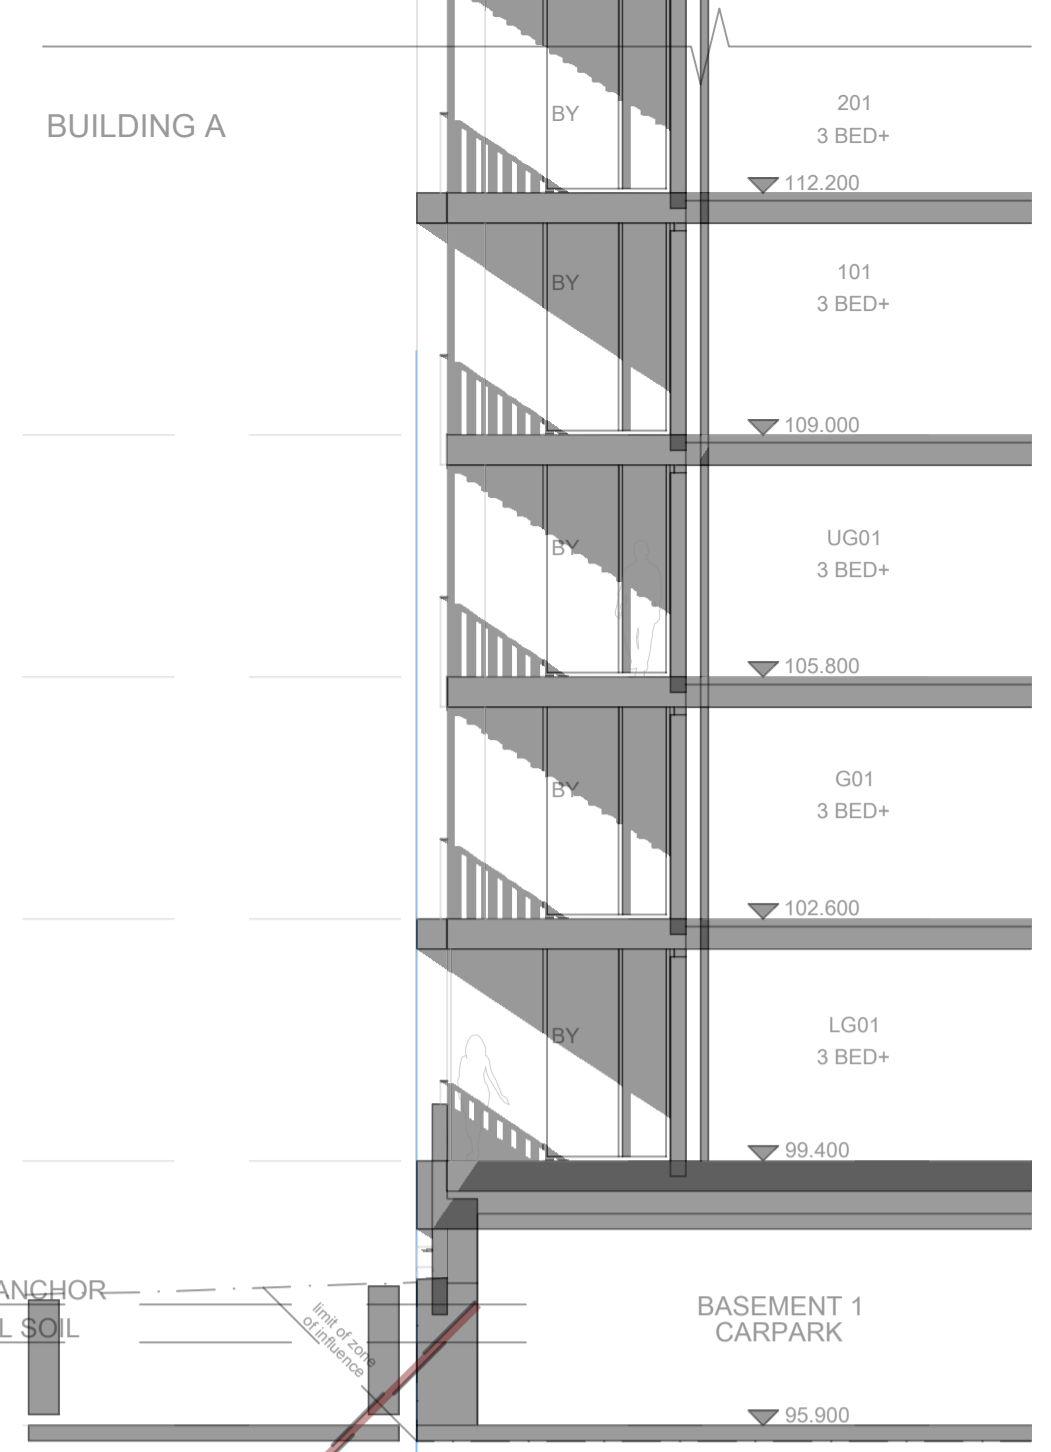 BUILDING A
BY
201
3 BED+
112.200
BY
101
3 BED+
109.000
BY
UG01
3 BED+
105.800
BY
G01
3 BED+
102.600
BY
LG01
3 BED+
99.400
ANCHOR
L SOIL
limit of zone
of influence
BASEMENT 1
CARPARK
95.900